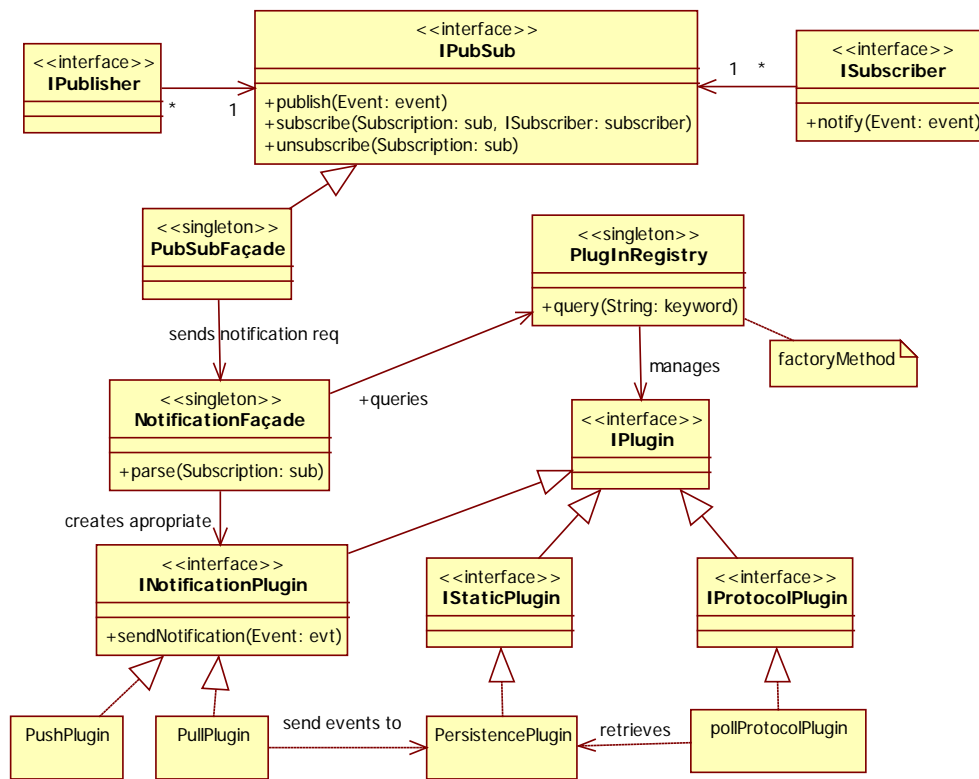 <<interface>>
IPubSub
+publish(Event: event)
+subscribe(Subscription: sub, ISubscriber: subscriber)
+unsubscribe(Subscription: sub)
<<interface>>
IPublisher
*
1
1
*
<<interface>>
ISubscriber
+notify(Event: event)
<<singleton>>
PubSubFaçade
<<singleton>>
PlugInRegistry
+query(String: keyword)
sends notification req
factoryMethod
manages
<<singleton>>
NotificationFaçade
+parse(Subscription: sub)
+queries
<<interface>>
IPlugin
creates apropriate
<<interface>>
INotificationPlugin
+sendNotification(Event: evt)
<<interface>>
IStaticPlugin
<<interface>>
IProtocolPlugin
PushPlugin
PullPlugin
send events to
PersistencePlugin
retrieves
pollProtocolPlugin